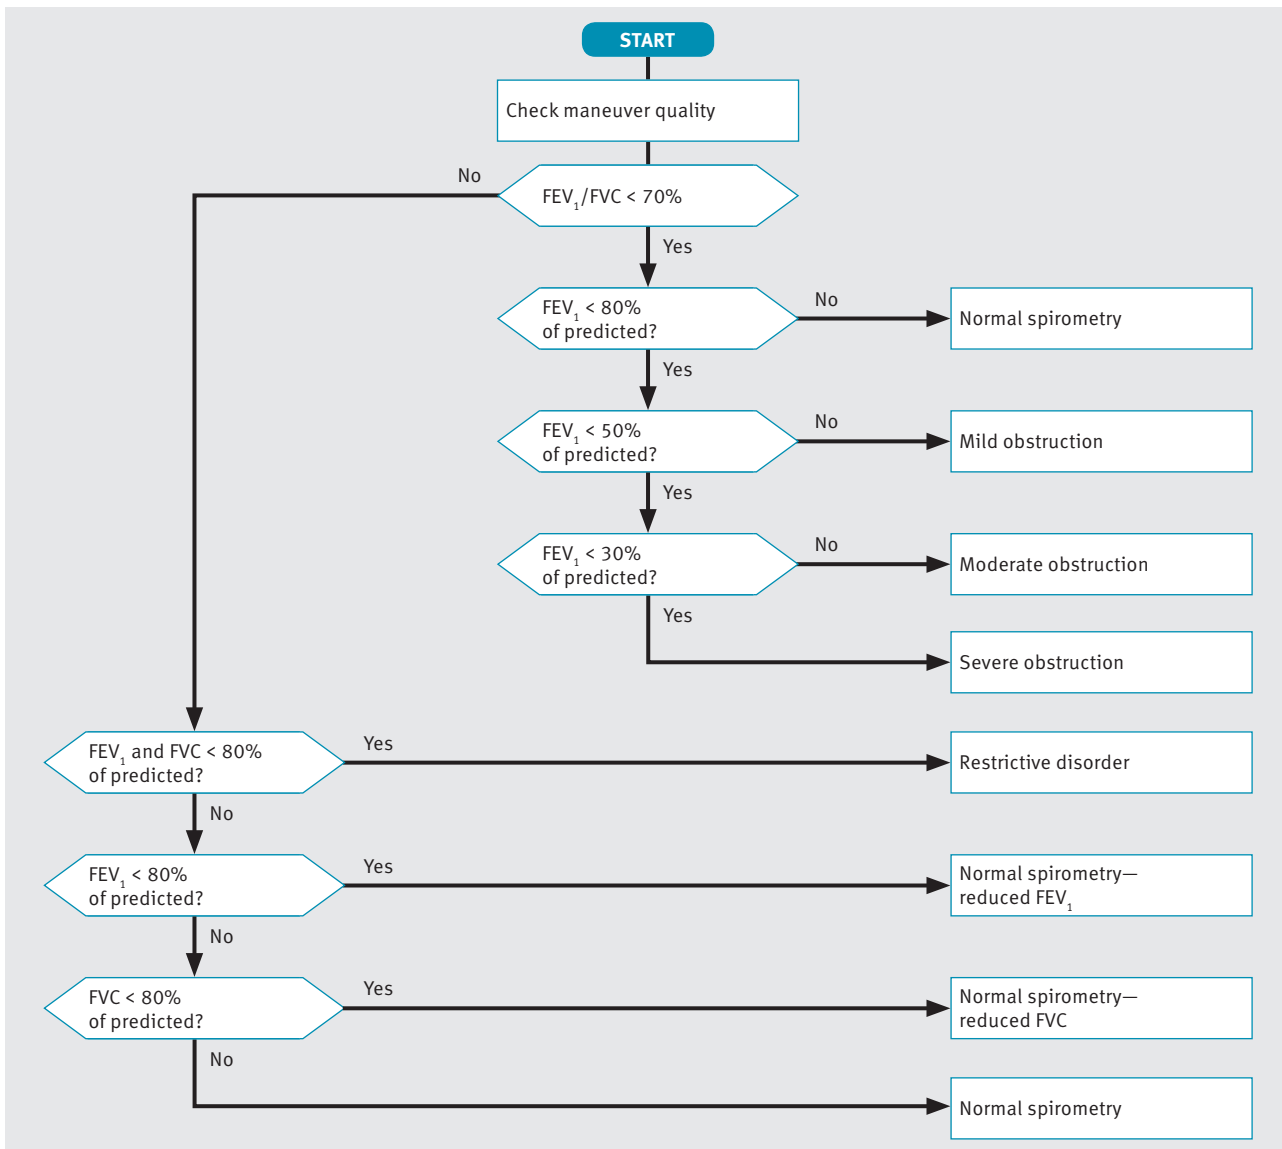 START
Check maneuver quality
No
FEV₁/FVC < 70%
Yes
FEV₁ < 80%
of predicted?
No
Normal spirometry
Yes
FEV₁ < 50%
of predicted?
No
Mild obstruction
Yes
FEV₁ < 30%
of predicted?
No
Moderate obstruction
Yes
Severe obstruction
FEV₁ and FVC < 80%
of predicted?
Yes
Restrictive disorder
No
FEV₁ < 80%
of predicted?
Yes
Normal spirometry—
reduced FEV₁
No
FVC < 80%
of predicted?
Yes
Normal spirometry—
reduced FVC
No
Normal spirometry